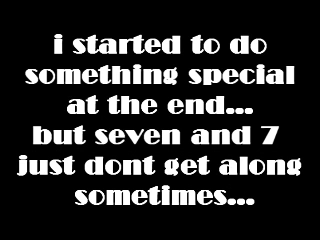 i started to do
something special
at the end...
but seven and 7
just dont get along
sometimes...